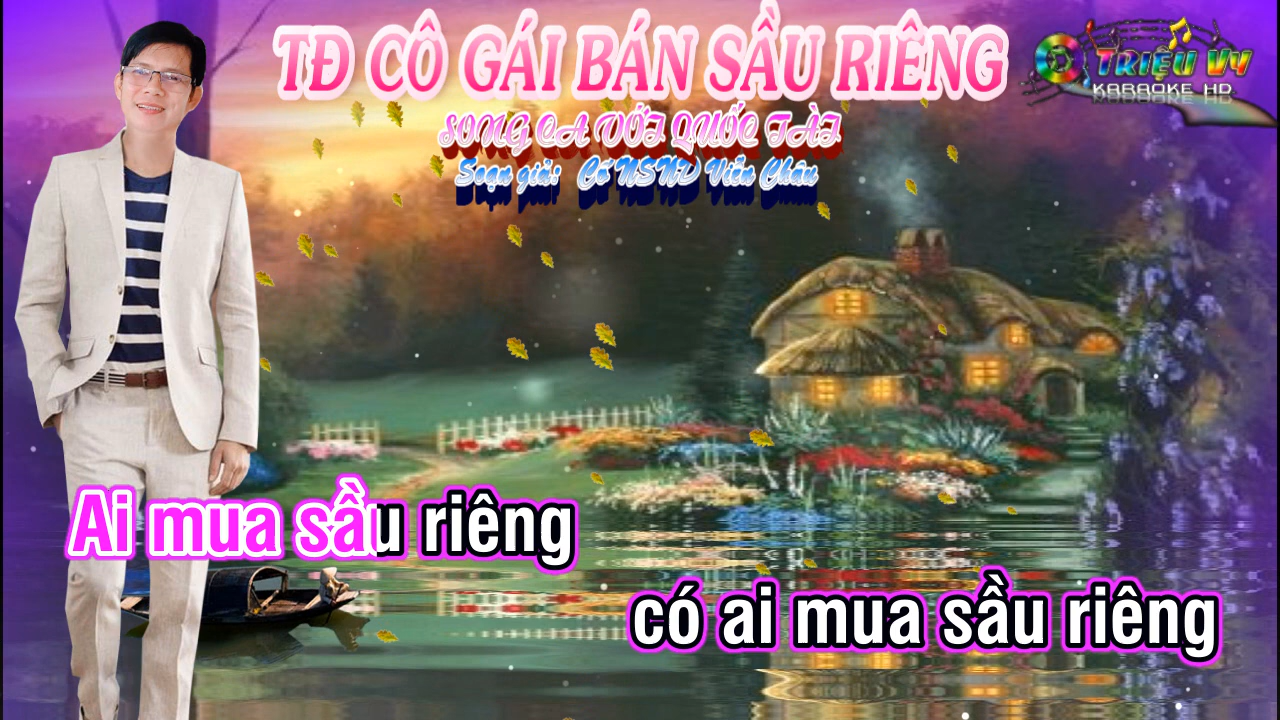 TĐ CÔ GÁI BÁN SẦU RIÊNG
TRIỆU VY
KARAOKE HD
SONG CA VỚI QUỐC TÀI
Soạn giả: Cố NSND Viễn Châu
Ai mua sầu riêng
có ai mua sầu riêng